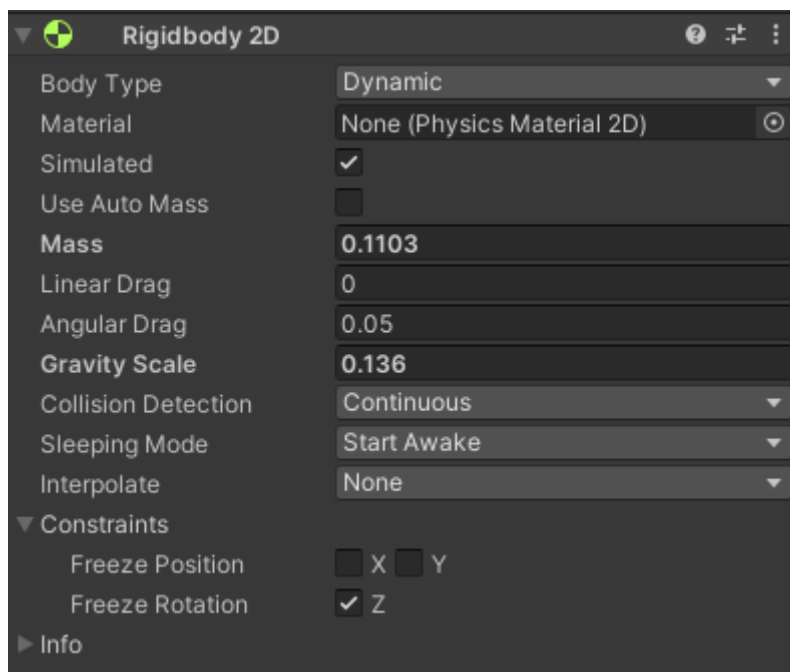 Rigidbody 2D
Body Type Dynamic
Material None (Physics Material 2D)
Simulated
Use Auto Mass
Mass 0.1103
Linear Drag 0
Angular Drag 0.05
Gravity Scale 0.136
Collision Detection Continuous
Sleeping Mode Start Awake
Interpolate None
Constraints
Freeze Position X Y
Freeze Rotation Z
Info